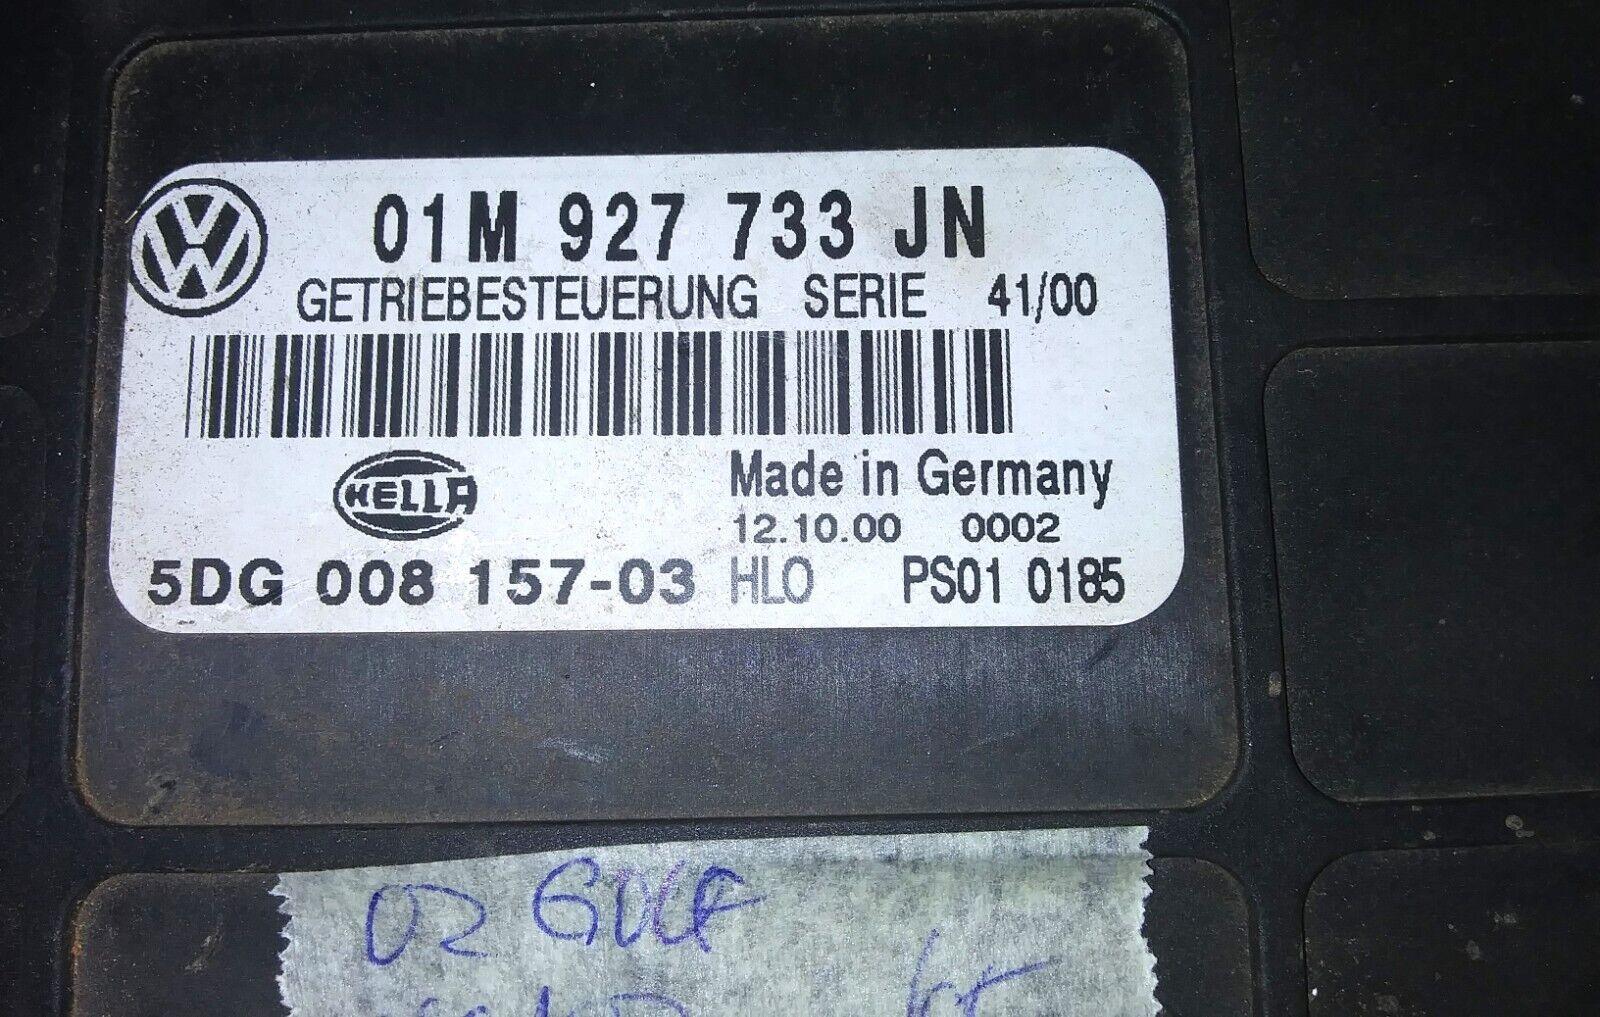 01M 927 733 JN
GETRIEBESTEUERUNG SERIE 41/00
HELLA
Made in Germany
12.10.00 0002
5DG 008 157-03 HLO PS01 0185
02 GOLF